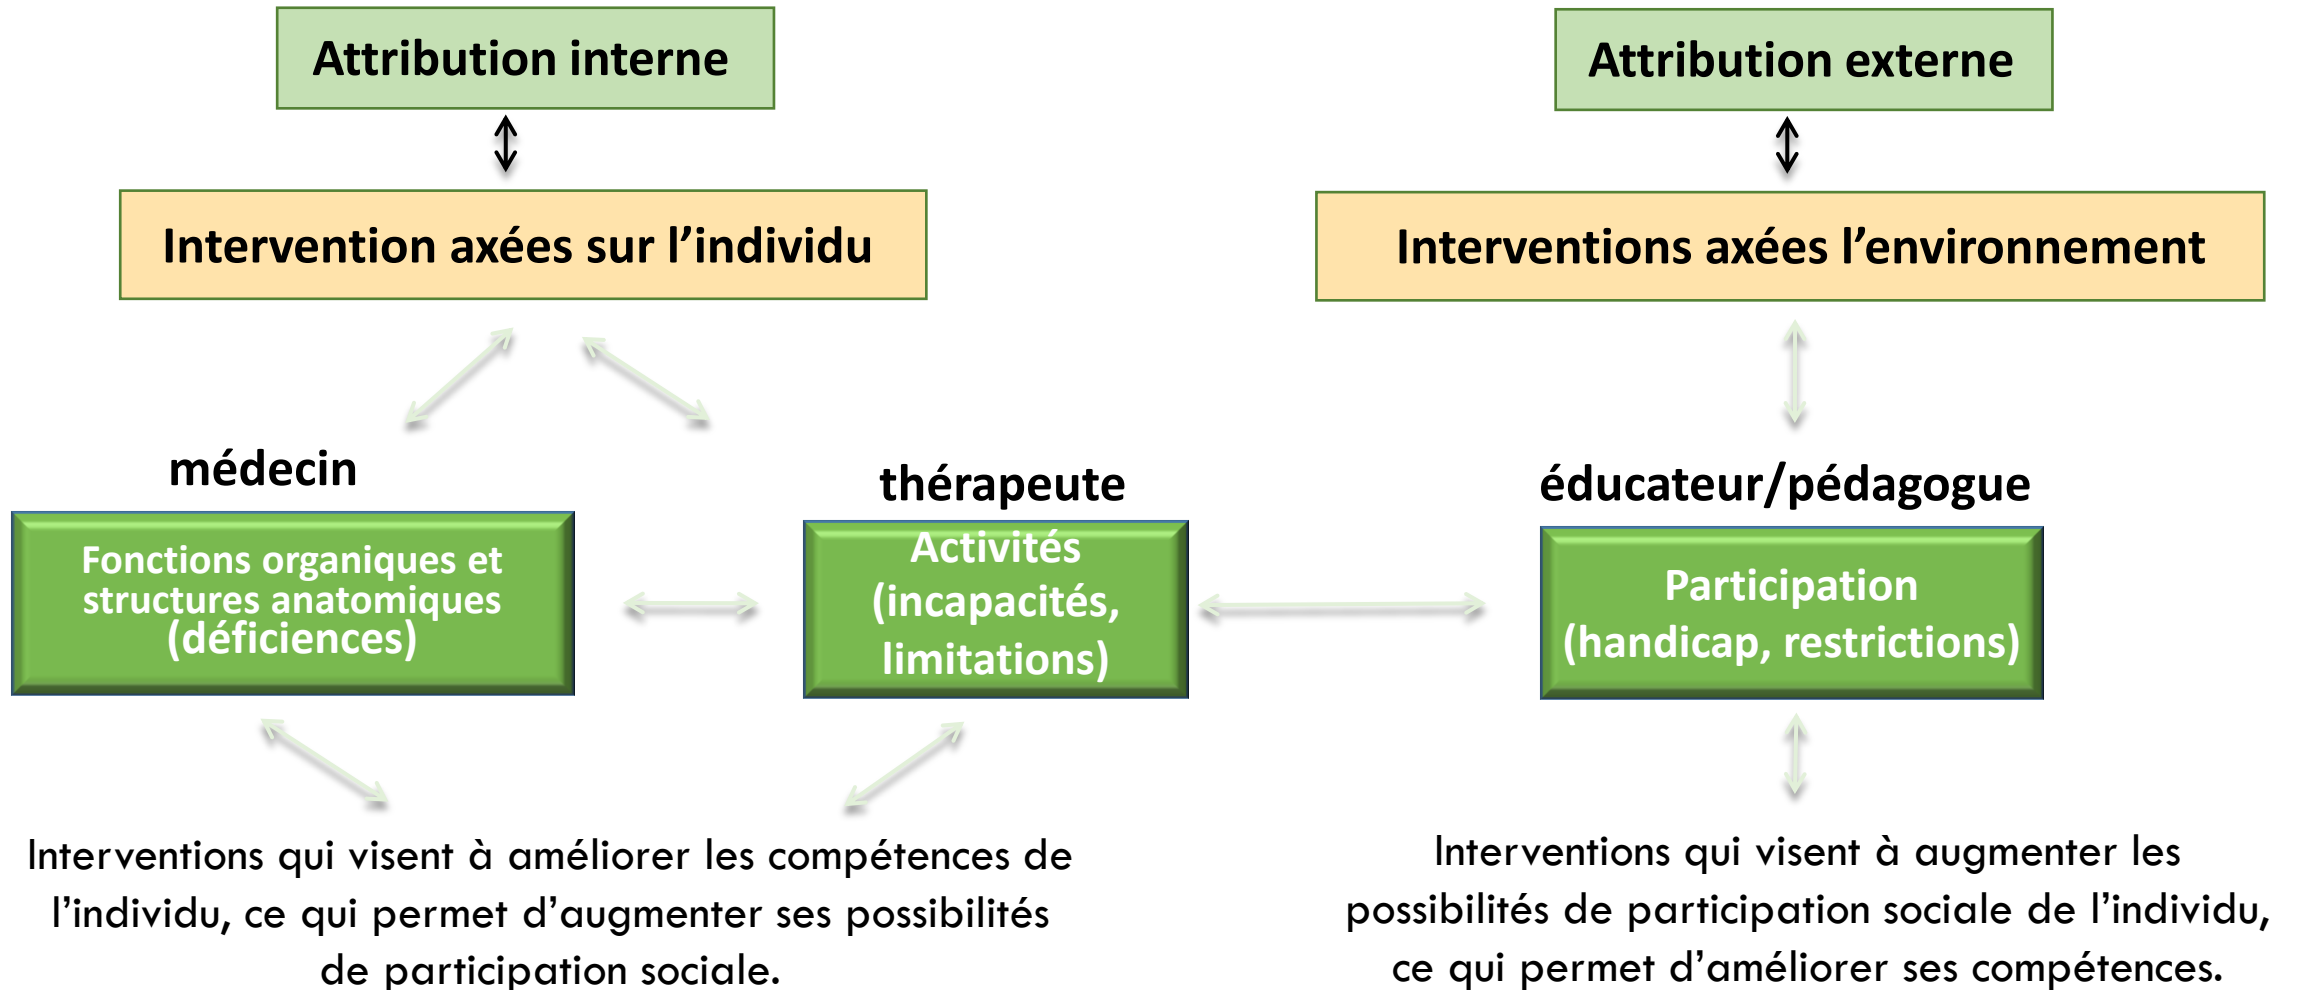 Attribution interne
Attribution externe
Intervention axées sur l’individu
Interventions axées l’environnement
médecin
thérapeute
éducateur/pédagogue
Fonctions organiques et
structures anatomiques
(déficiences)
Activités
(incapacités,
limitations)
Participation
(handicap, restrictions)
Interventions qui visent à améliorer les compétences de
l’individu, ce qui permet d’augmenter ses possibilités
de participation sociale.
Interventions qui visent à augmenter les
possibilités de participation sociale de l’individu,
ce qui permet d’améliorer ses compétences.